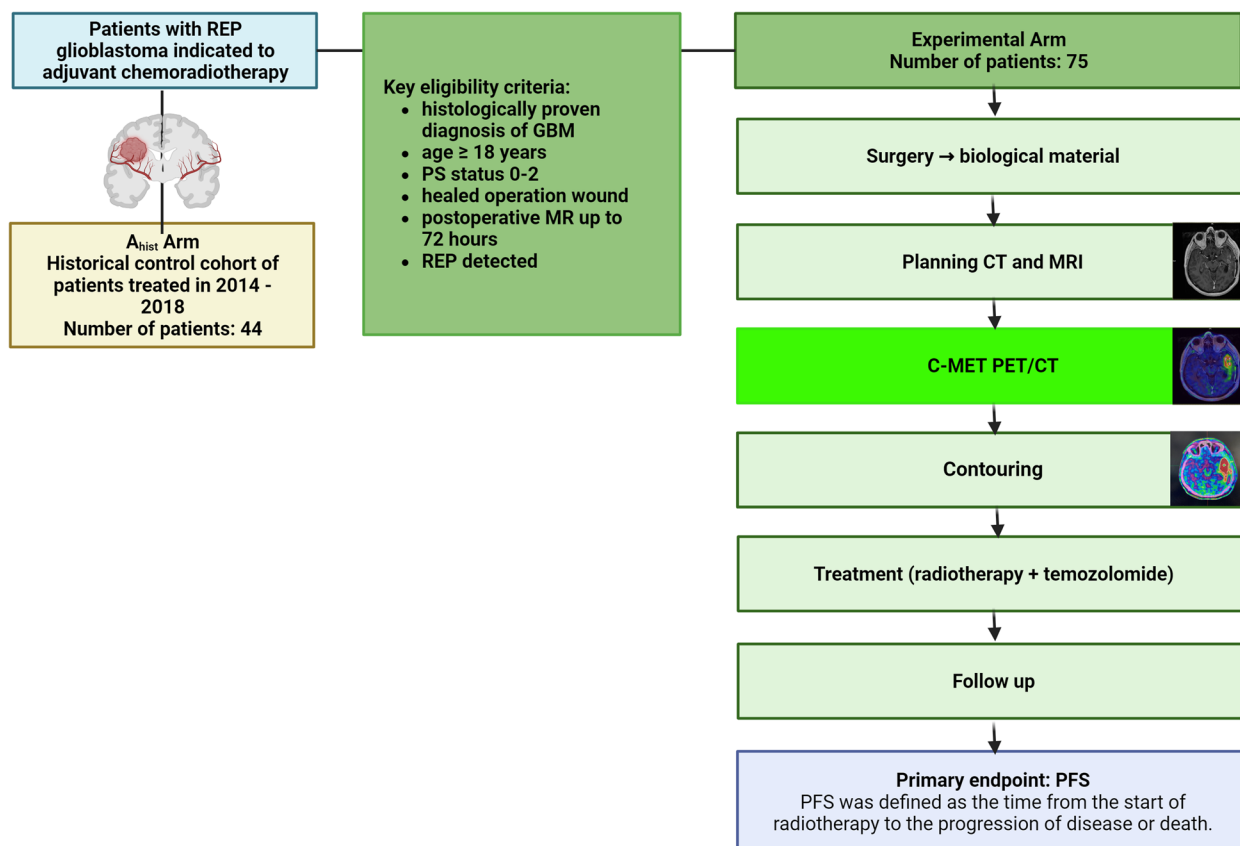 Patients with REP
glioblastoma indicated to
adjuvant chemoradiotherapy
A hist Arm
Historical control cohort of
patients treated in 2014 -
2018
Number of patients: 44
Key eligibility criteria:
• histologically proven
diagnosis of GBM
• age ≥ 18 years
• PS status 0-2
• healed operation wound
• postoperative MR up to
72 hours
• REP detected
Experimental Arm
Number of patients: 75
Surgery → biological material
Planning CT and MRI
C-MET PET/CT
Contouring
Treatment (radiotherapy + temozolomide)
Follow up
Primary endpoint: PFS
PFS was defined as the time from the start of
radiotherapy to the progression of disease or death.